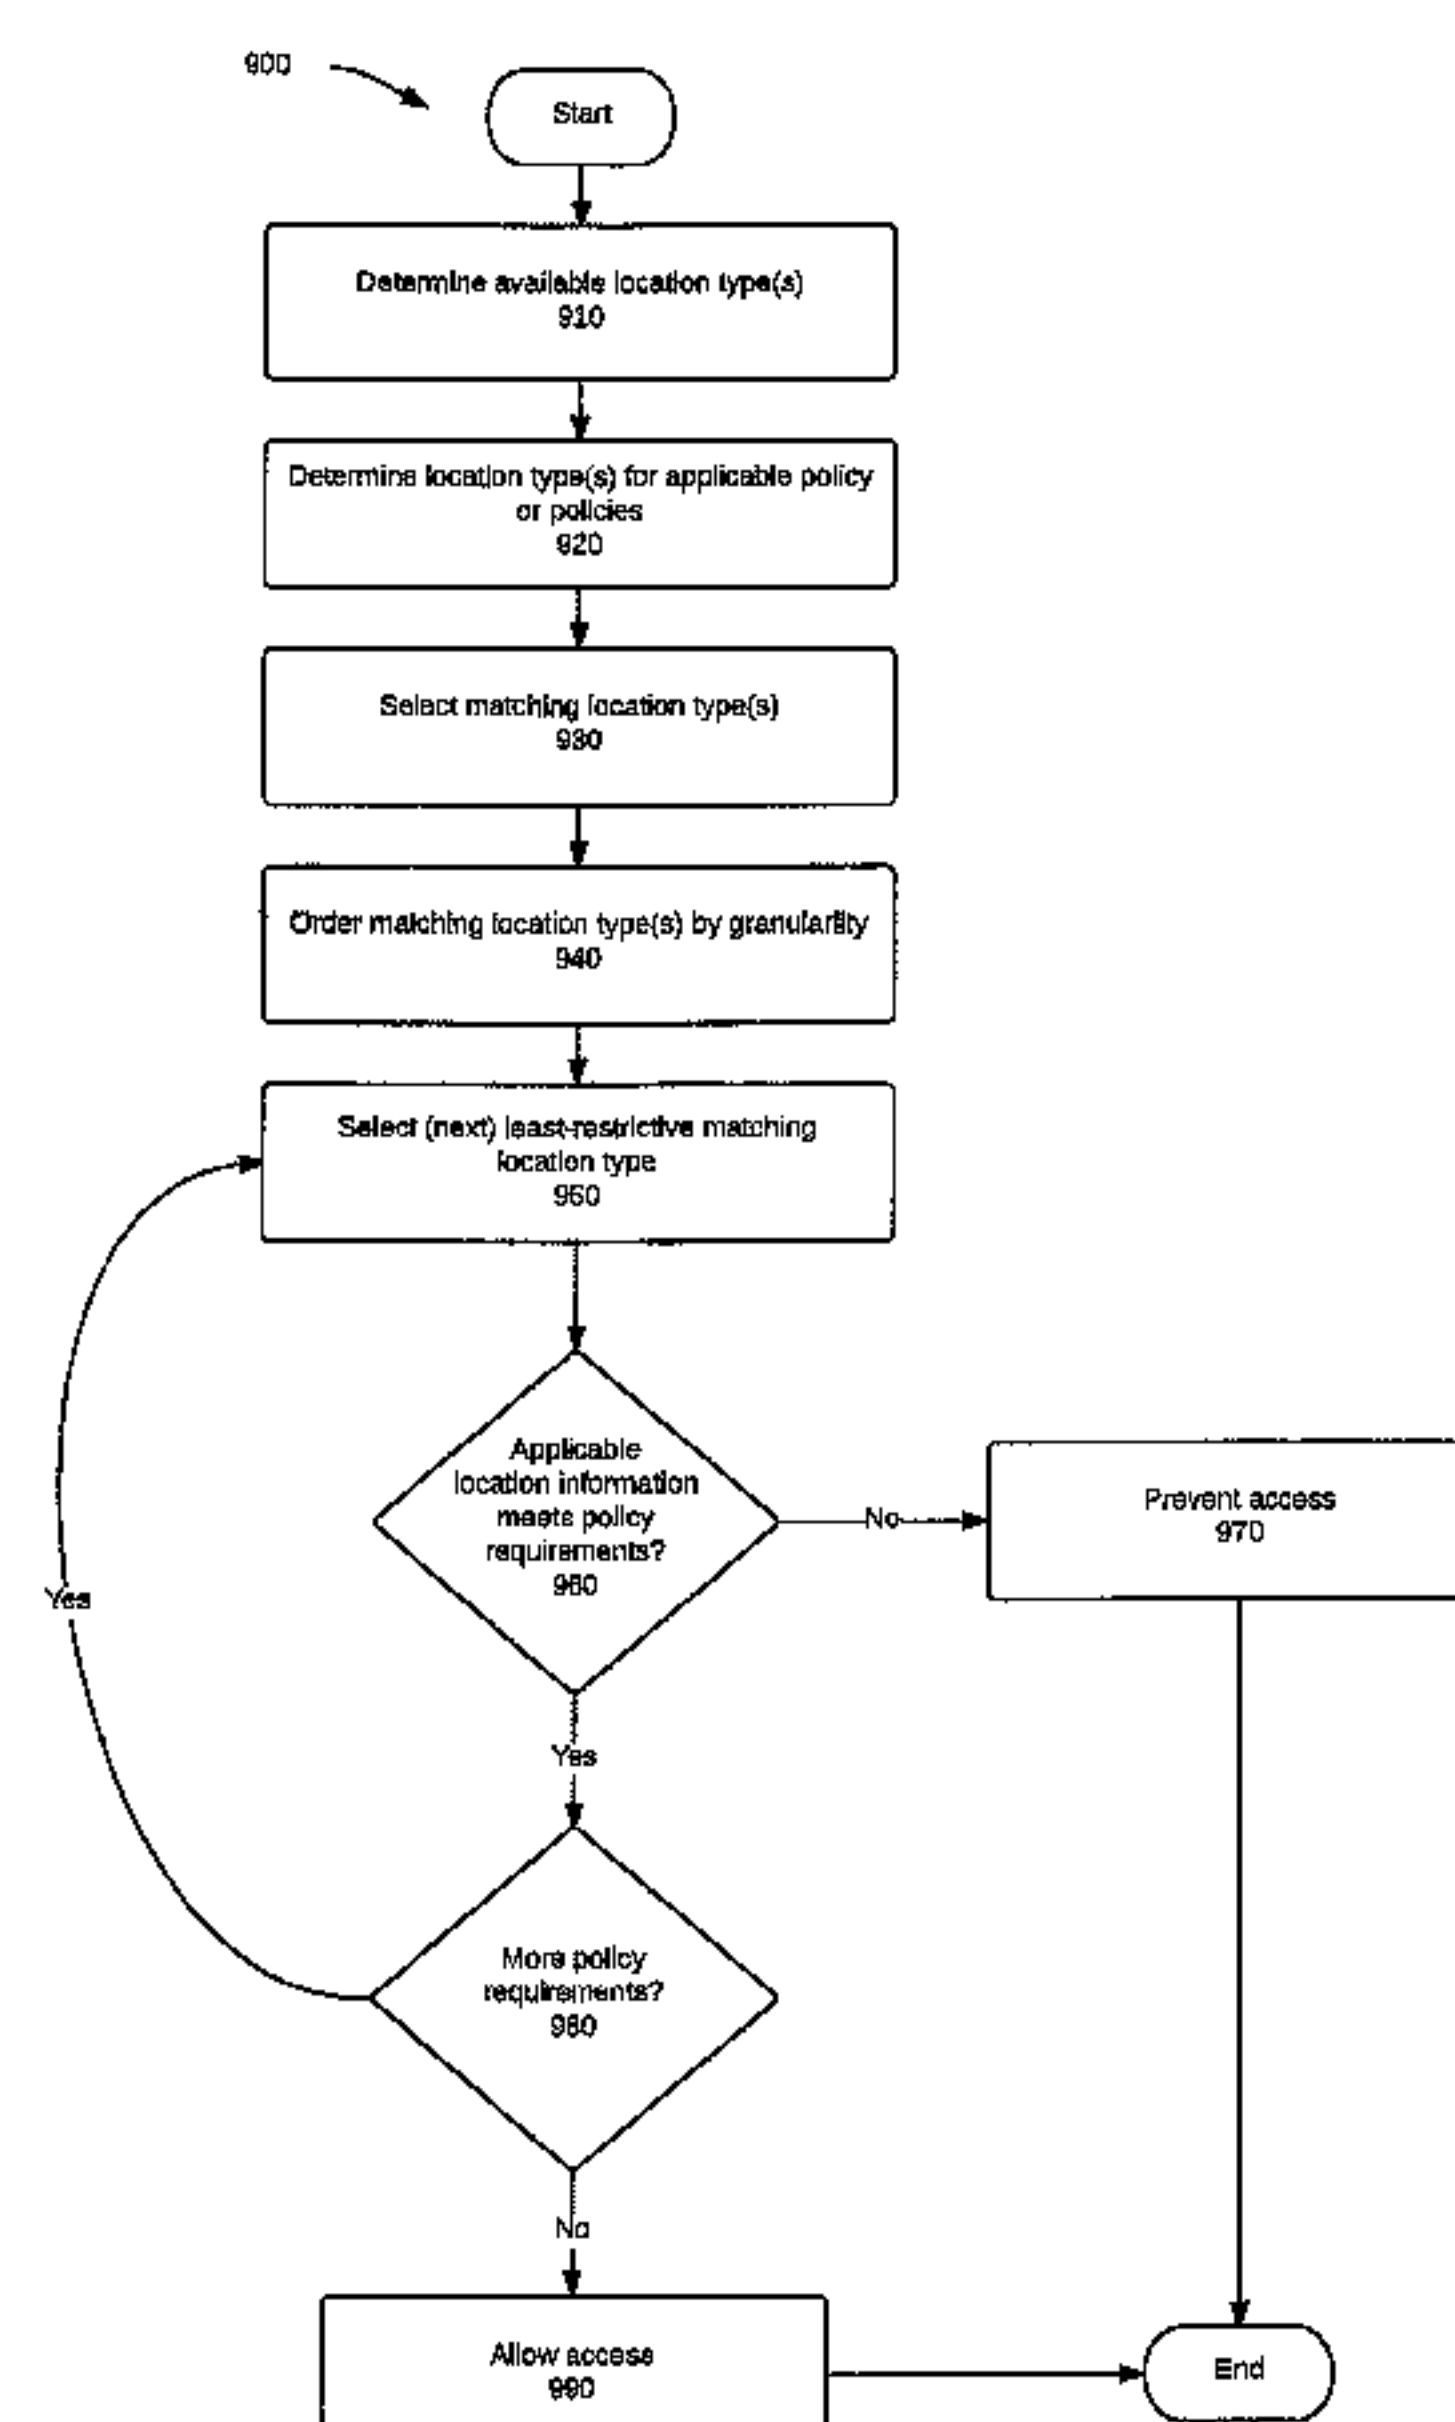 900
Start
Determine available location type(s)
910
Determine location type(s) for applicable policy
or policies
920
Select matching location type(s)
930
Order matching location type(s) by granularity
940
Select (next) least-restrictive matching
location type
950
Applicable
location information
meets policy
requirements?
960
No
Prevent access
970
Yes
Yes
More policy
requirements?
980
No
Allow access
990
End